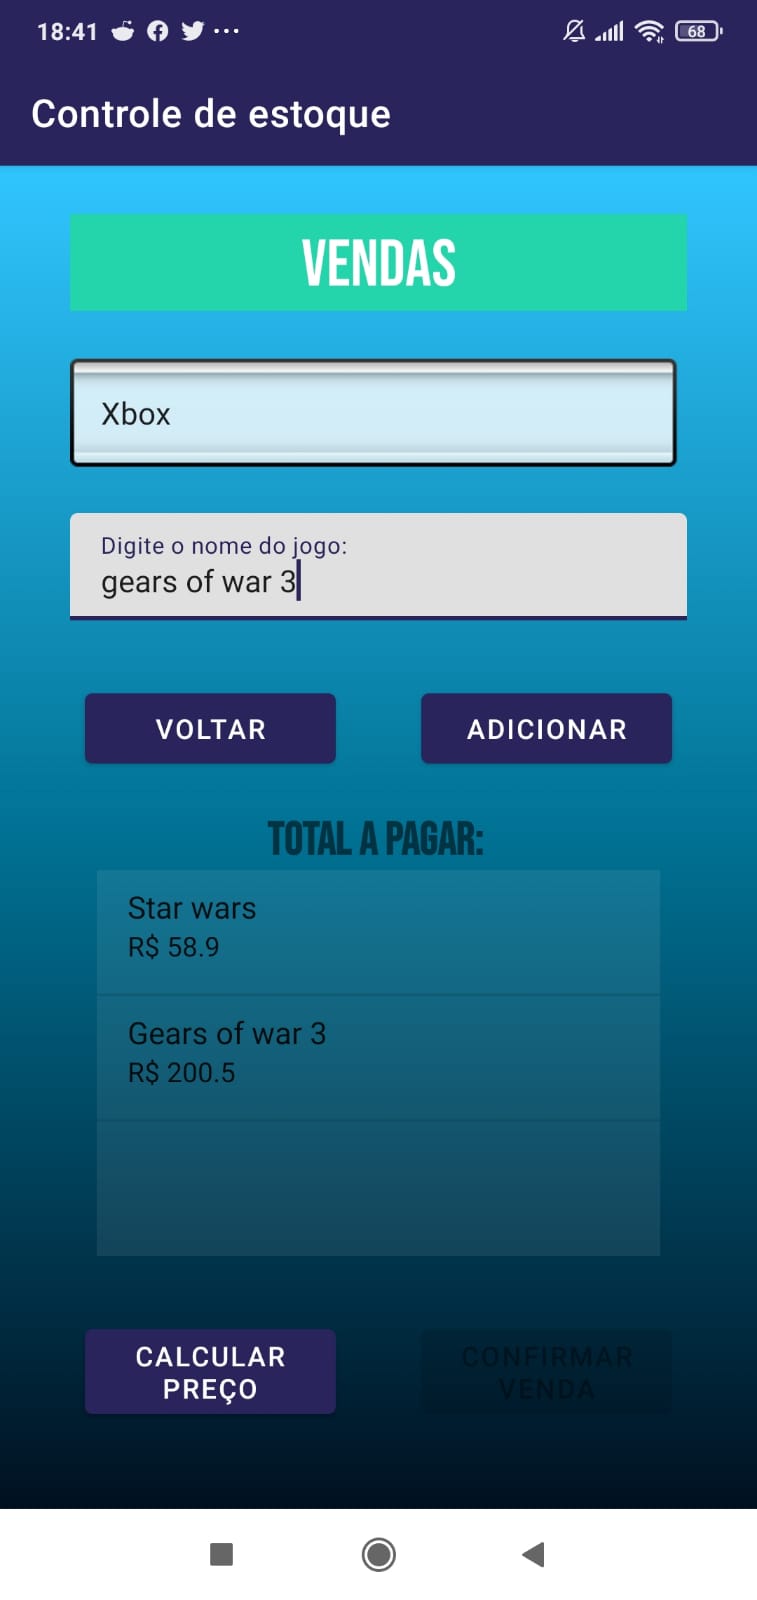 18:41
68
Controle de estoque
VENDAS
Xbox
Digite o nome do jogo:
gears of war 3
VOLTAR
ADICIONAR
TOTAL A PAGAR:
Star wars
R$ 58.9
Gears of war 3
R$ 200.5
CALCULAR
PREÇO
CONFIRMAR
VENDA